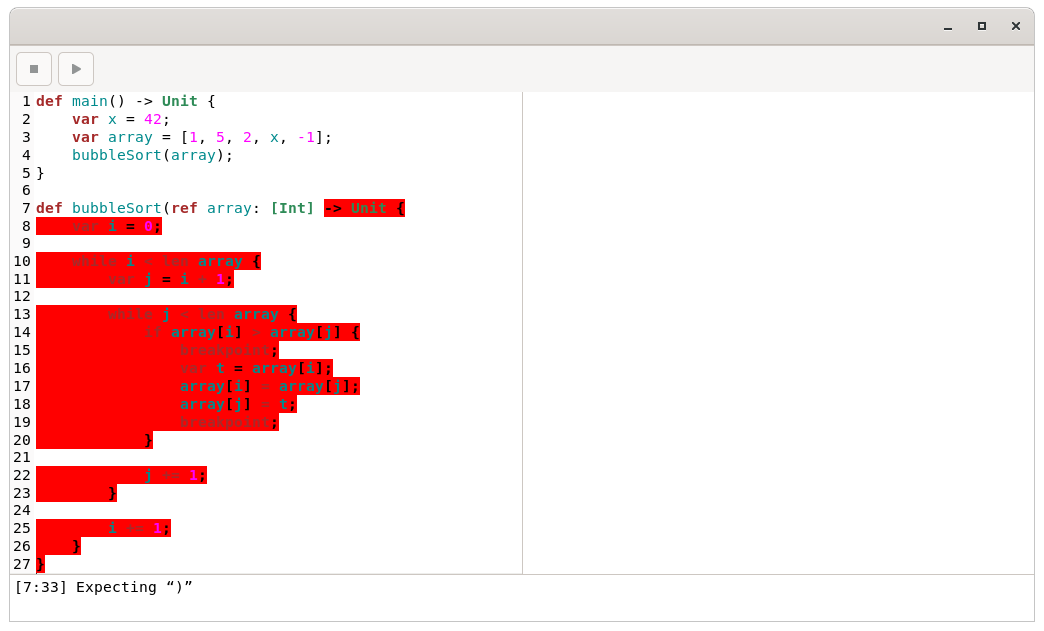 1 def main() -> Unit {
2     var x = 42;
3     var array = [1, 5, 2, x, -1];
4     bubbleSort(array);
5 }
6
7 def bubbleSort(ref array: [Int] -> Unit {
8     var i = 0;
9
10     while i < len array {
11         var j = i + 1;
12
13         while j < len array {
14             if array[i] > array[j] {
15                 breakpoint;
16                 var t = array[i];
17                 array[i] = array[j];
18                 array[j] = t;
19                 breakpoint;
20             }
21
22             j += 1;
23         }
24
25         i += 1;
26     }
27 }
[7:33] Expecting “)”